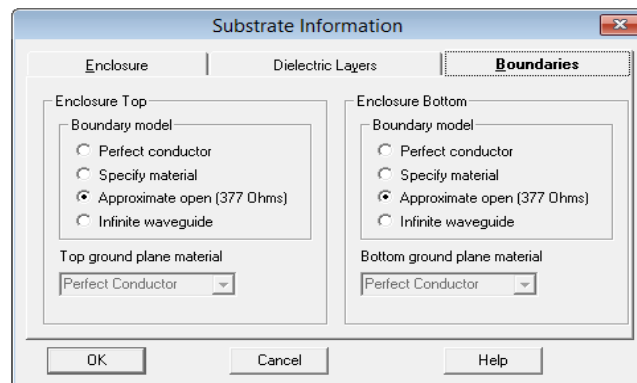 Substrate Information
Enclosure
Dielectric Layers
Boundaries
Enclosure Top
Boundary model
Perfect conductor
Specify material
Approximate open (377 Ohms)
Infinite waveguide
Top ground plane material
Perfect Conductor
Enclosure Bottom
Boundary model
Perfect conductor
Specify material
Approximate open (377 Ohms)
Infinite waveguide
Bottom ground plane material
Perfect Conductor
OK
Cancel
Help